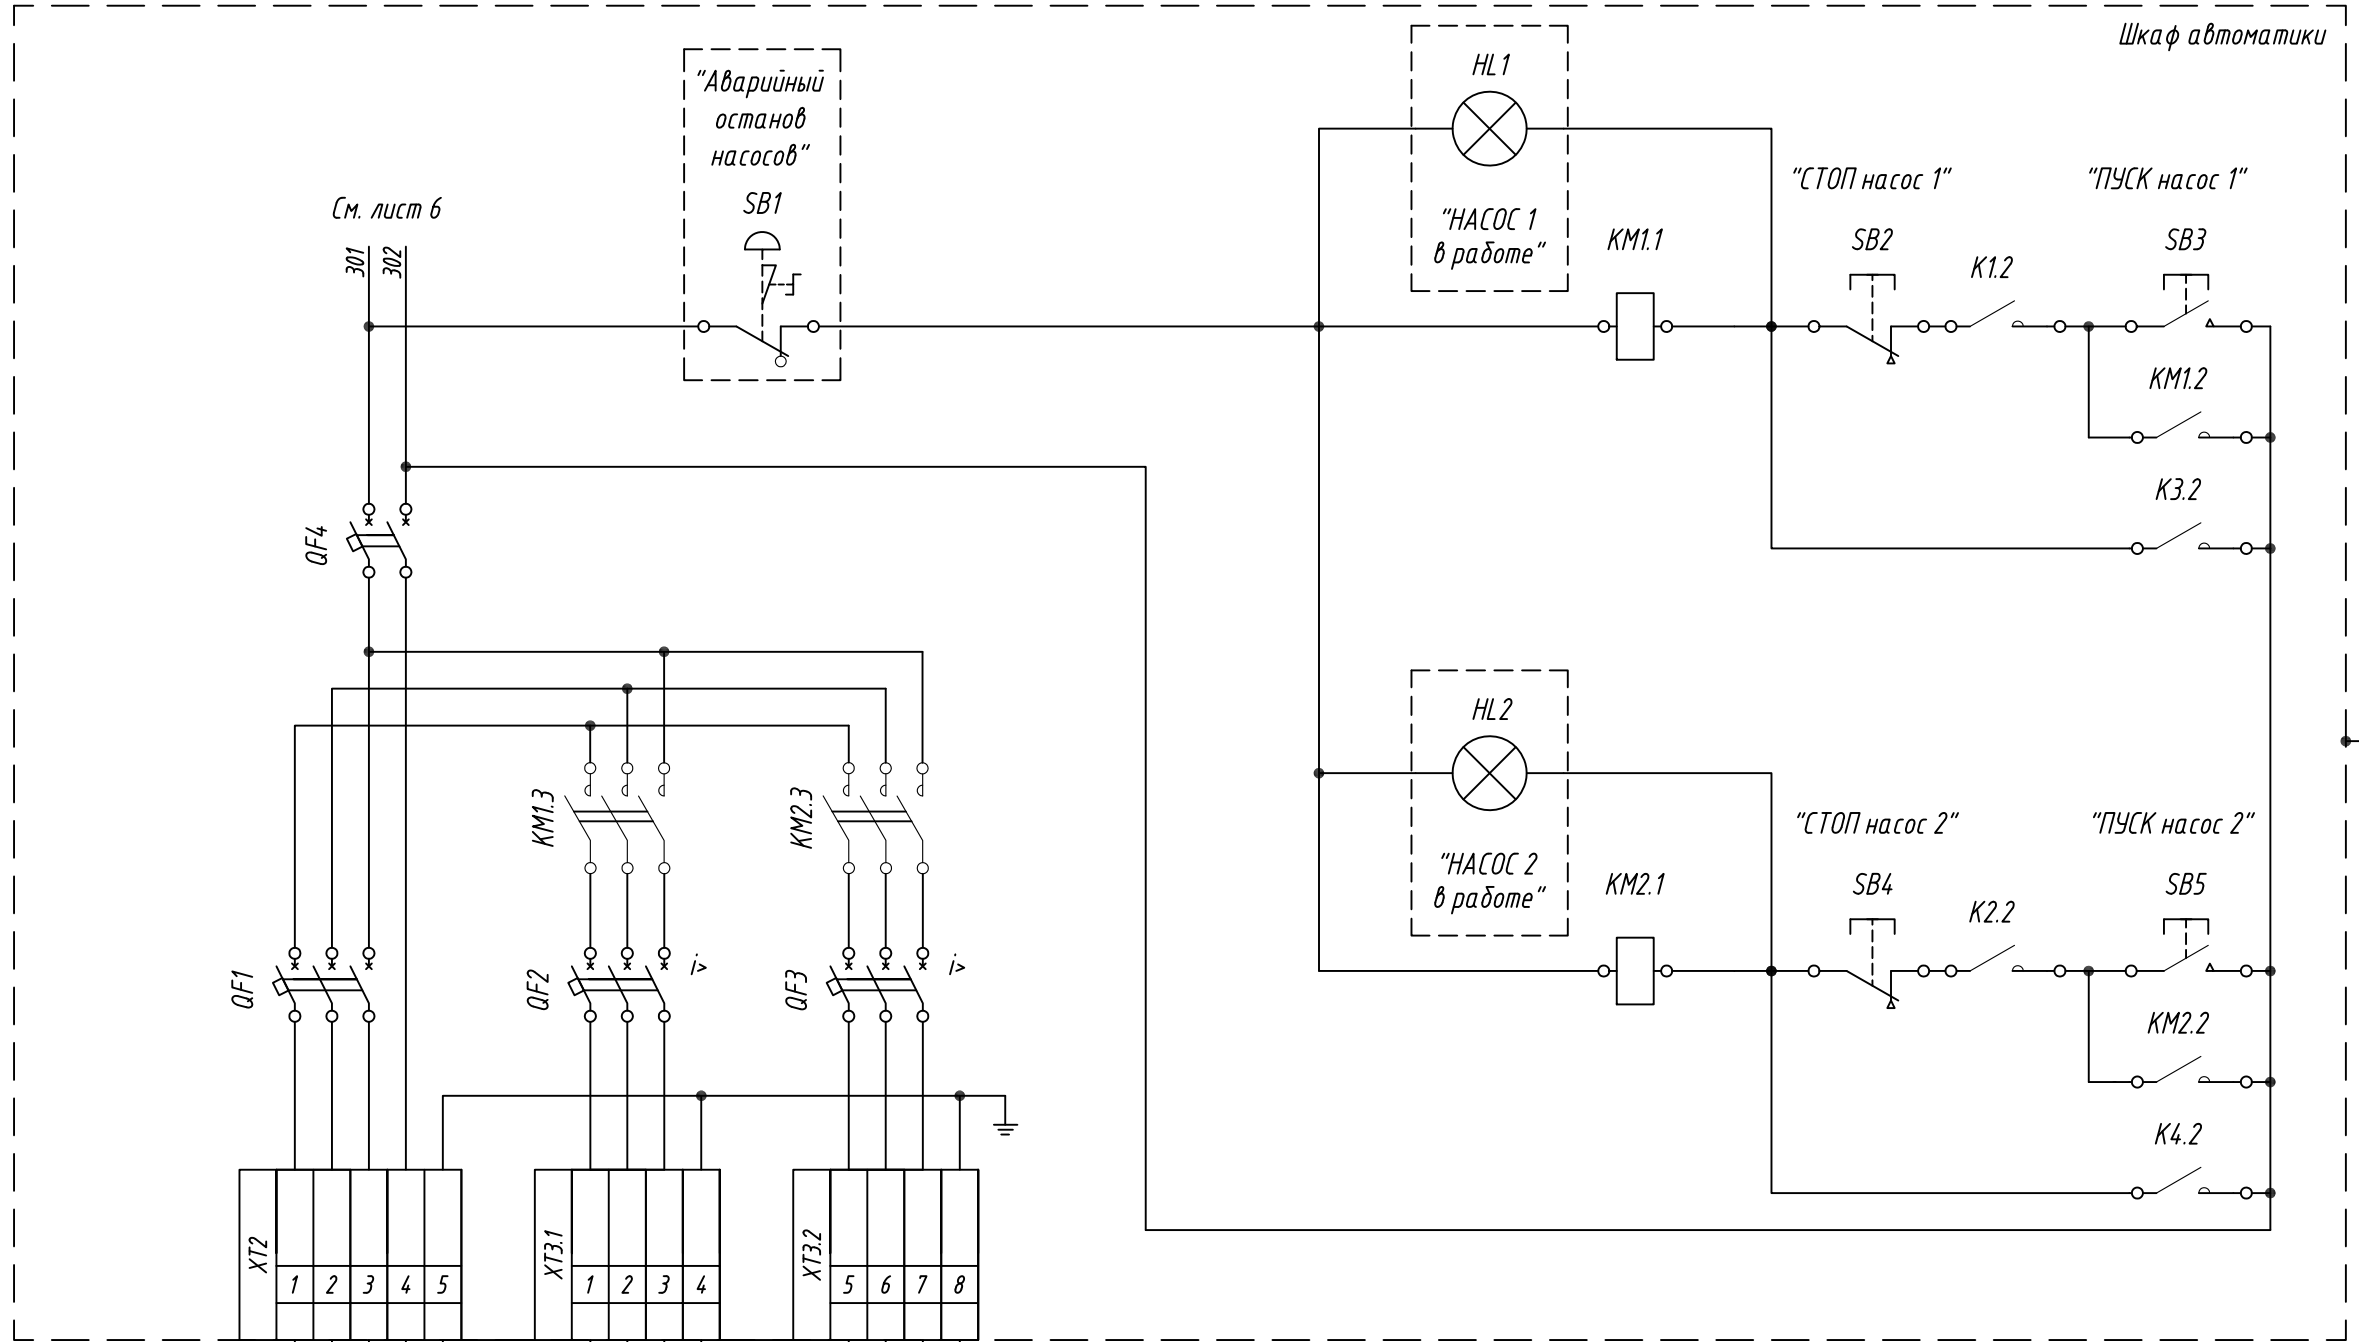 Шкаф автоматики
"Аварийный
останов
насосов"
SB1
HL1
"НАСОС 1
в работе"
KM1.1
"СТОП насос 1"
SB2
K1.2
"ПУСК насос 1"
SB3
KM1.2
K3.2
См. лист 6
301
302
QF4
HL2
"НАСОС 2
в работе"
KM2.1
"СТОП насос 2"
SB4
K2.2
"ПУСК насос 2"
SB5
KM2.2
K4.2
KM1.3
KM2.3
QF1
QF2
i>
QF3
i>
XT2
1 2 3 4 5
XT3.1
1 2 3 4
XT3.2
5 6 7 8